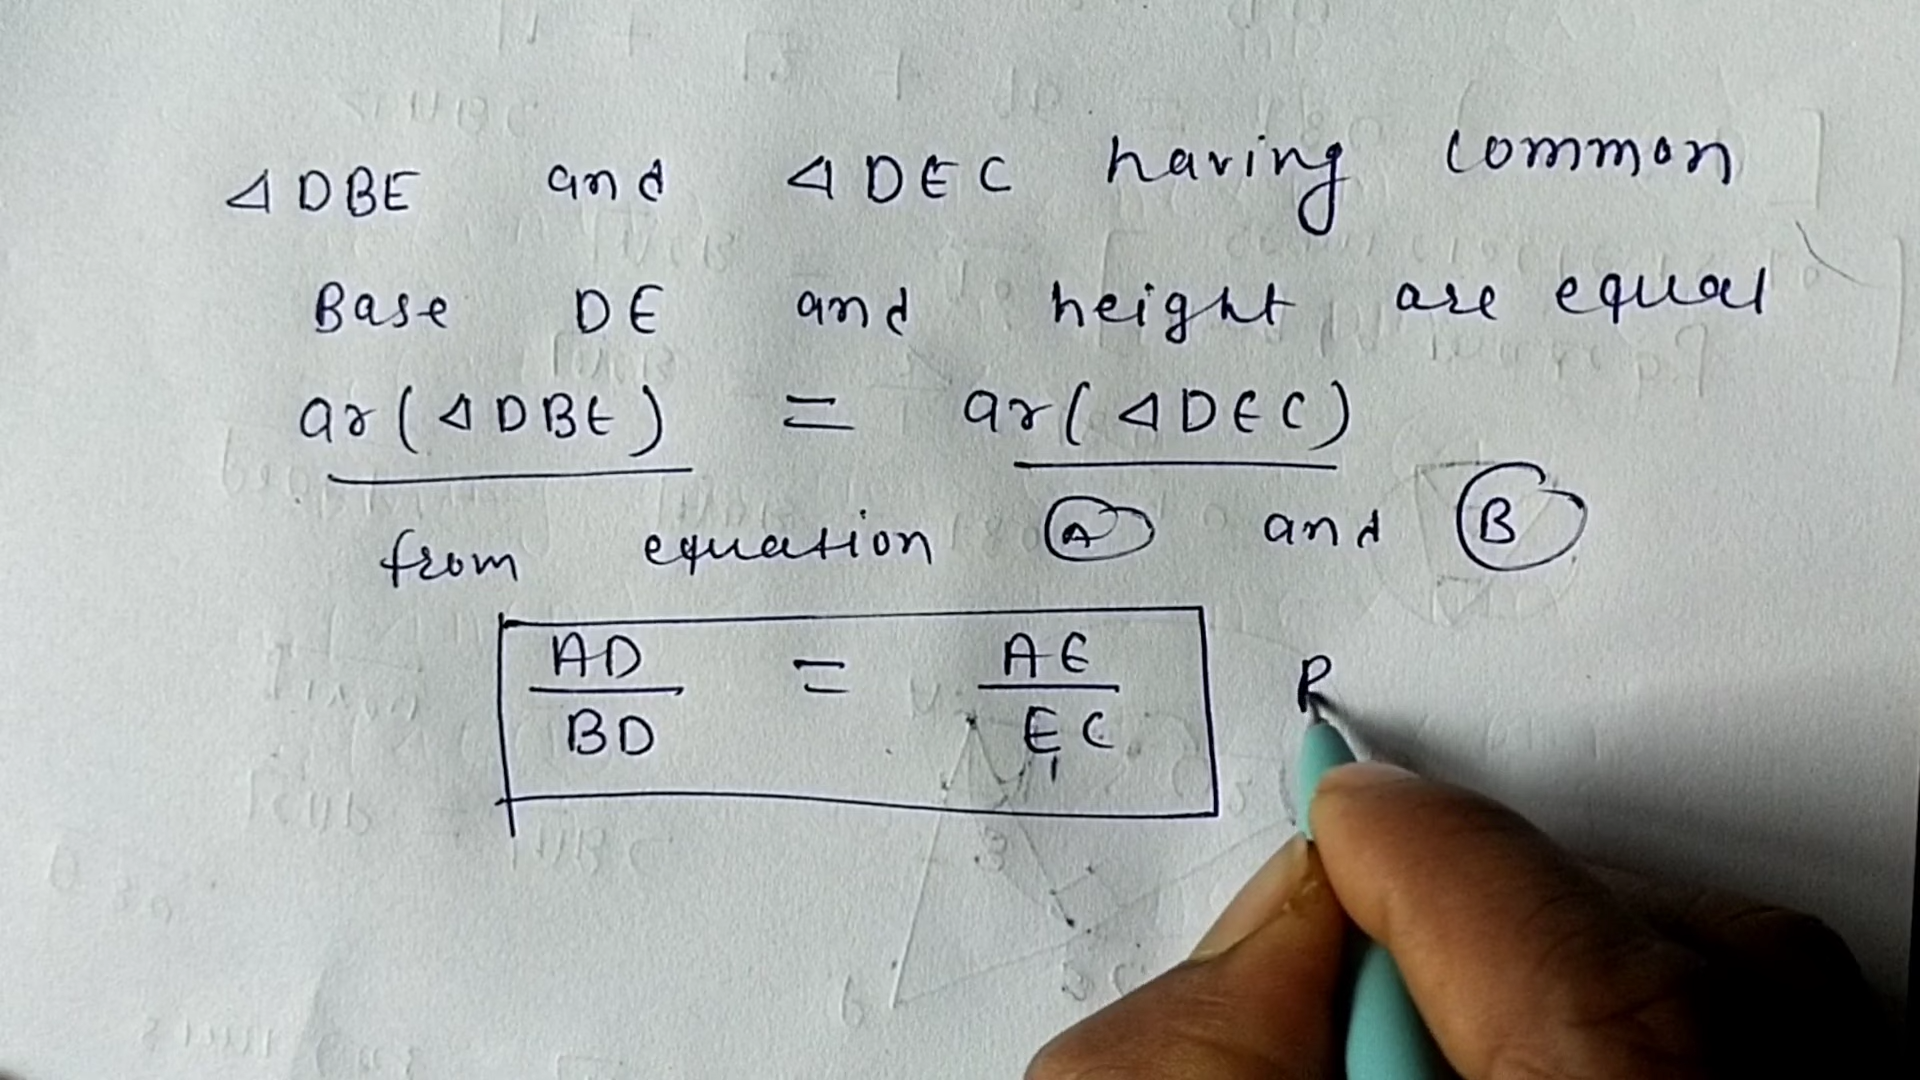 △DBE and △DEC having common
Base DE and height are equal
ar(△DBE) = ar(△DEC)
from equation (A) and (B)
AD/BD = AE/EC P